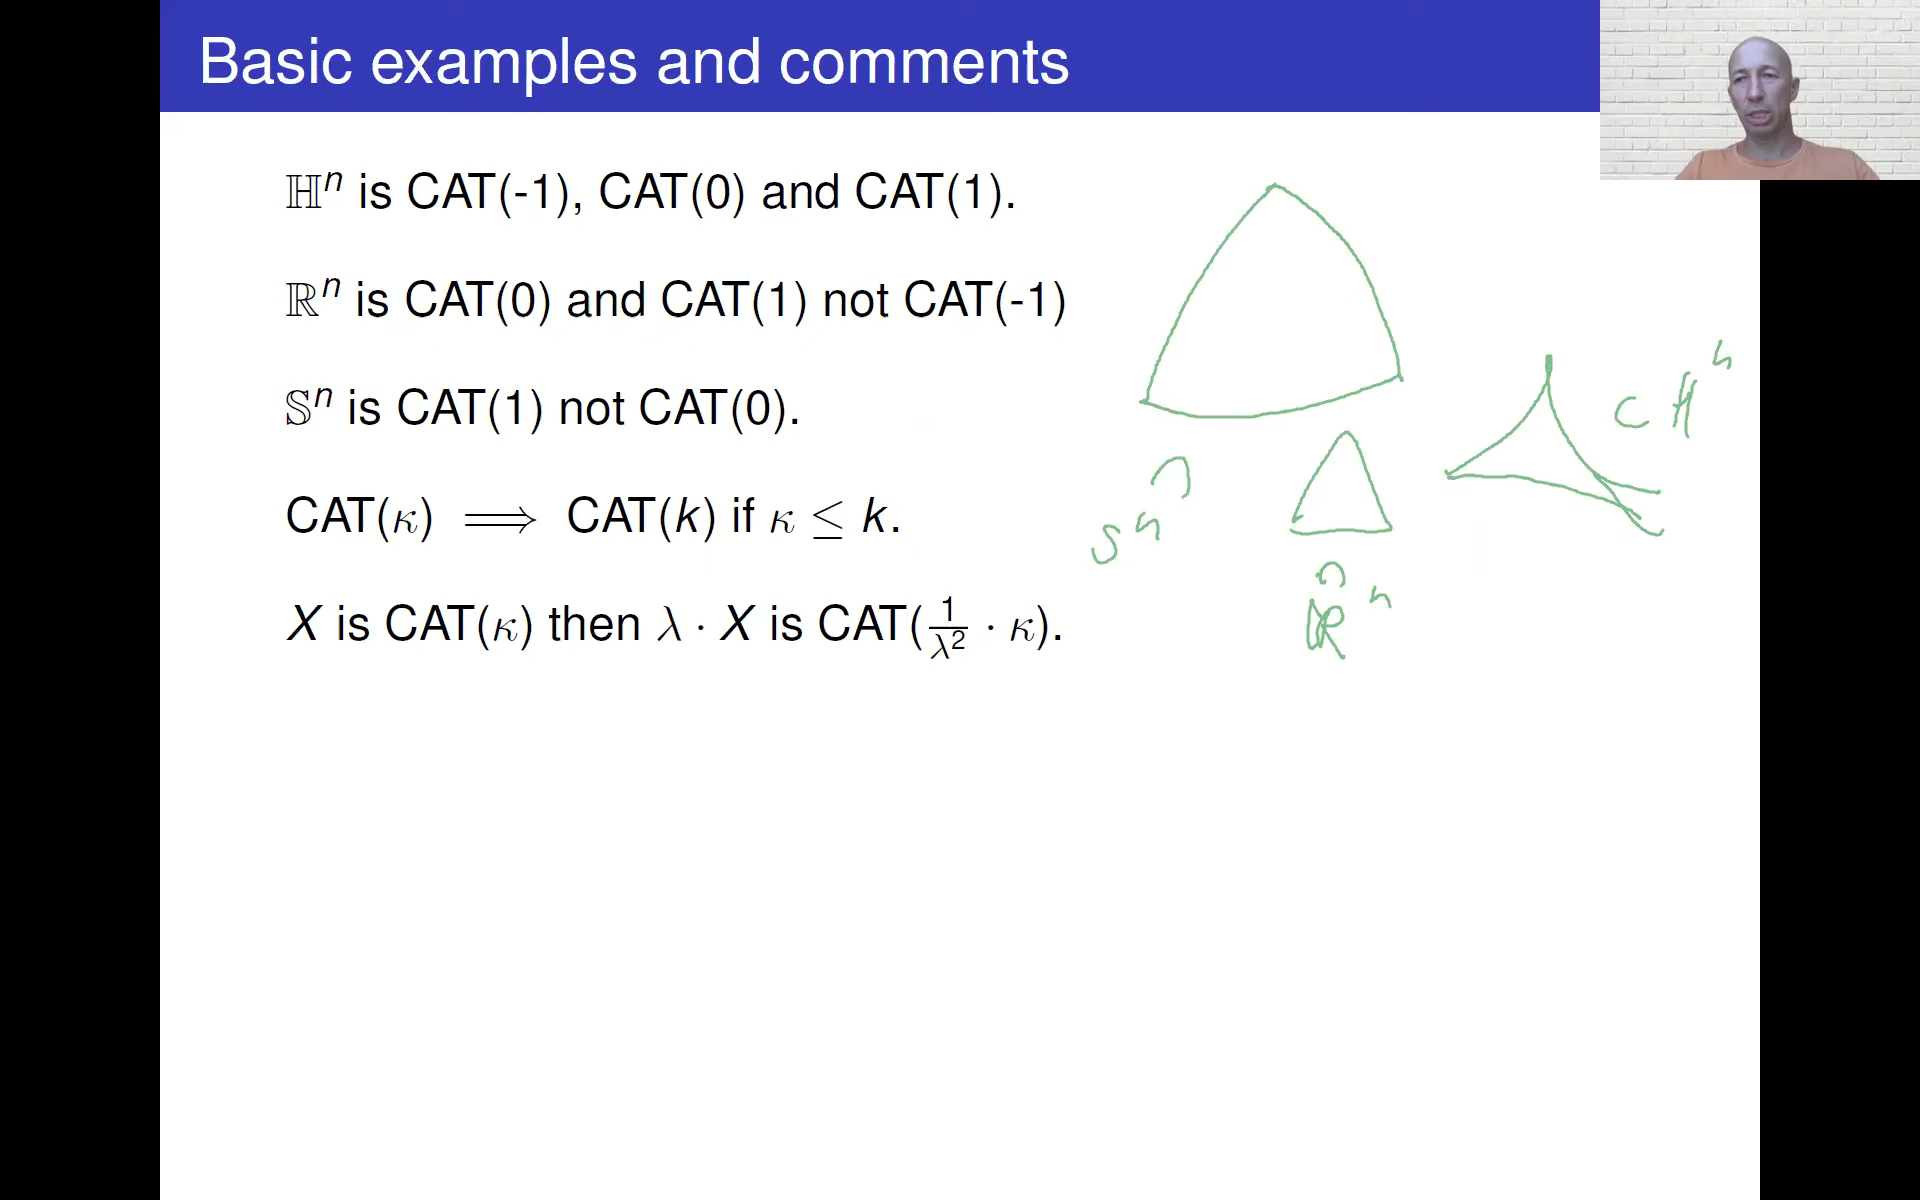 Basic examples and comments
ℍⁿ is CAT(-1), CAT(0) and CAT(1).
ℝⁿ is CAT(0) and CAT(1) not CAT(-1)
𝕊ⁿ is CAT(1) not CAT(0).
CAT(κ) ⟹ CAT(k) if κ ≤ k.
X is CAT(κ) then λ · X is CAT(1/λ² · κ).
⊂ Hⁿ
∩ Sⁿ
∩
ℝⁿ